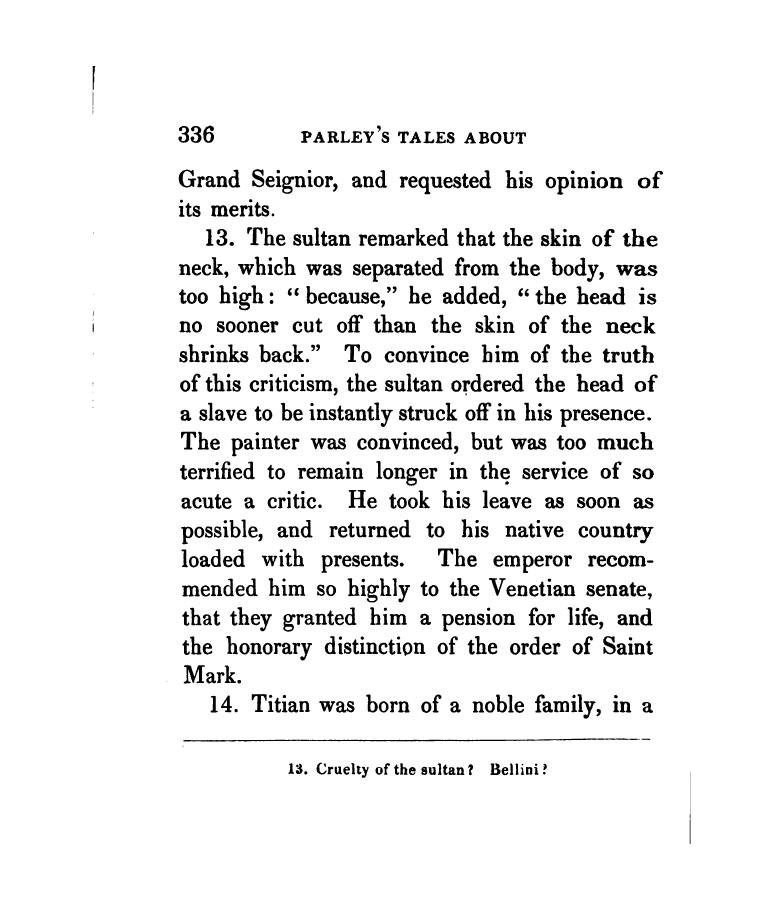 336 PARLEY'S TALES ABOUT
Grand Seignior, and requested his opinion of
its merits.
13. The sultan remarked that the skin of the
neck, which was separated from the body, was
too high: “ because,” he added, “ the head is
no sooner cut off than the skin of the neck
shrinks back.” To convince him of the truth
of this criticism, the sultan ordered the head of
a slave to be instantly struck off in his presence.
The painter was convinced, but was too much
terrified to remain longer in the service of so
acute a critic. He took his leave as soon as
possible, and returned to his native country
loaded with presents. The emperor recom-
mended him so highly to the Venetian senate,
that they granted him a pension for life, and
the honorary distinction of the order of Saint
Mark.
14. Titian was born of a noble family, in a
13. Cruelty of the sultan? Bellini?